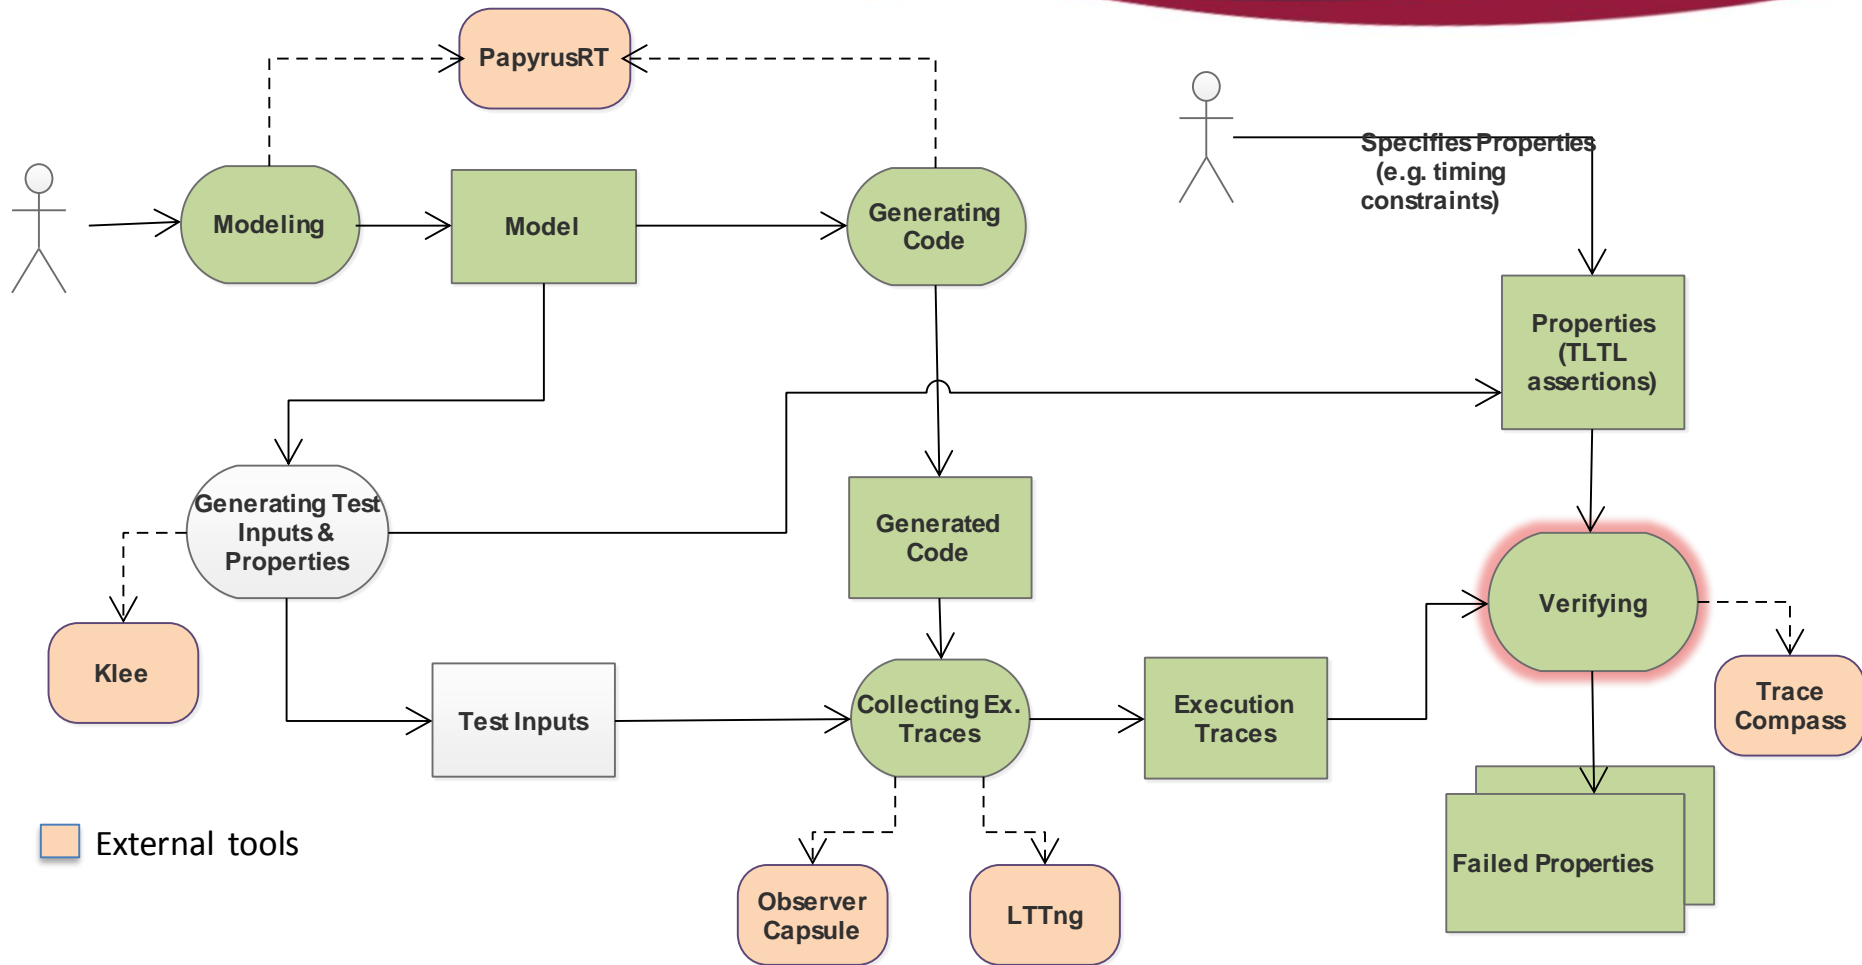 PapyrusRT
Specifies Properties
(e.g. timing
constraints)
Modeling
Model
Generating
Code
Properties
(TLTL
assertions)
Generating Test
Inputs &
Properties
Generated
Code
Verifying
Klee
Test Inputs
Collecting Ex.
Traces
Execution
Traces
Trace
Compass
External tools
Observer
Capsule
LTTng
Failed Properties